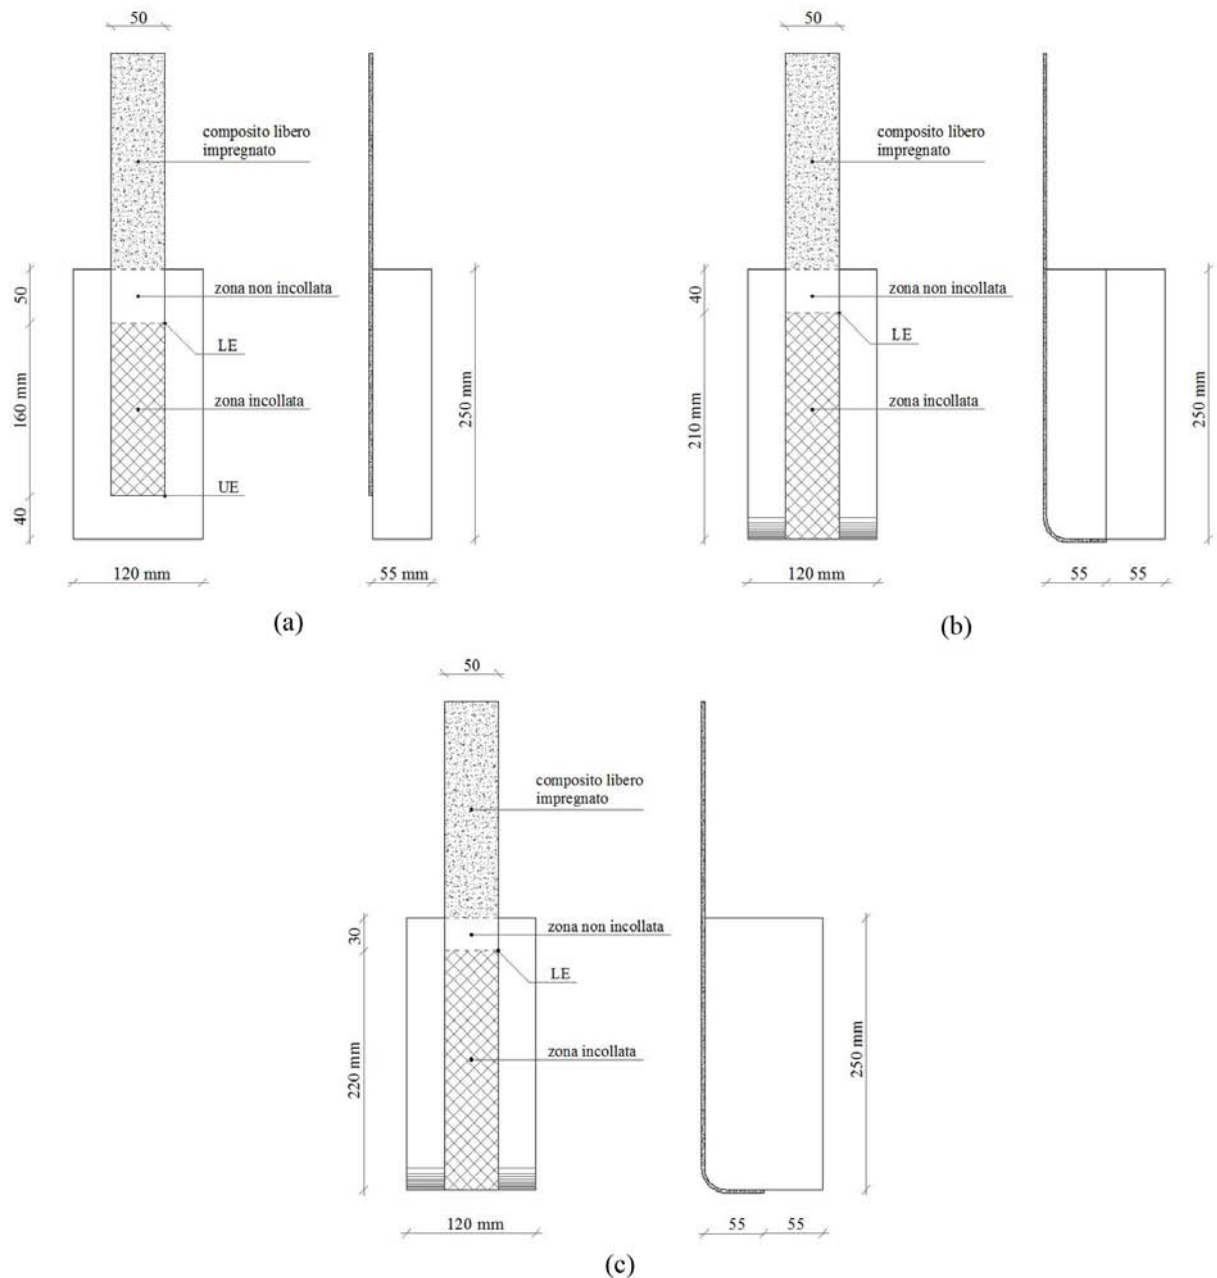 50
composito libero
impregnato
50
zona non incollata
LE
160 mm
zona incollata
250 mm
UE
40
120 mm
55 mm
(a)
50
composito libero
impregnato
40
zona non incollata
LE
210 mm
zona incollata
250 mm
120 mm
55
55
(b)
50
composito libero
impregnato
30
zona non incollata
LE
220 mm
zona incollata
250 mm
120 mm
55
55
(c)